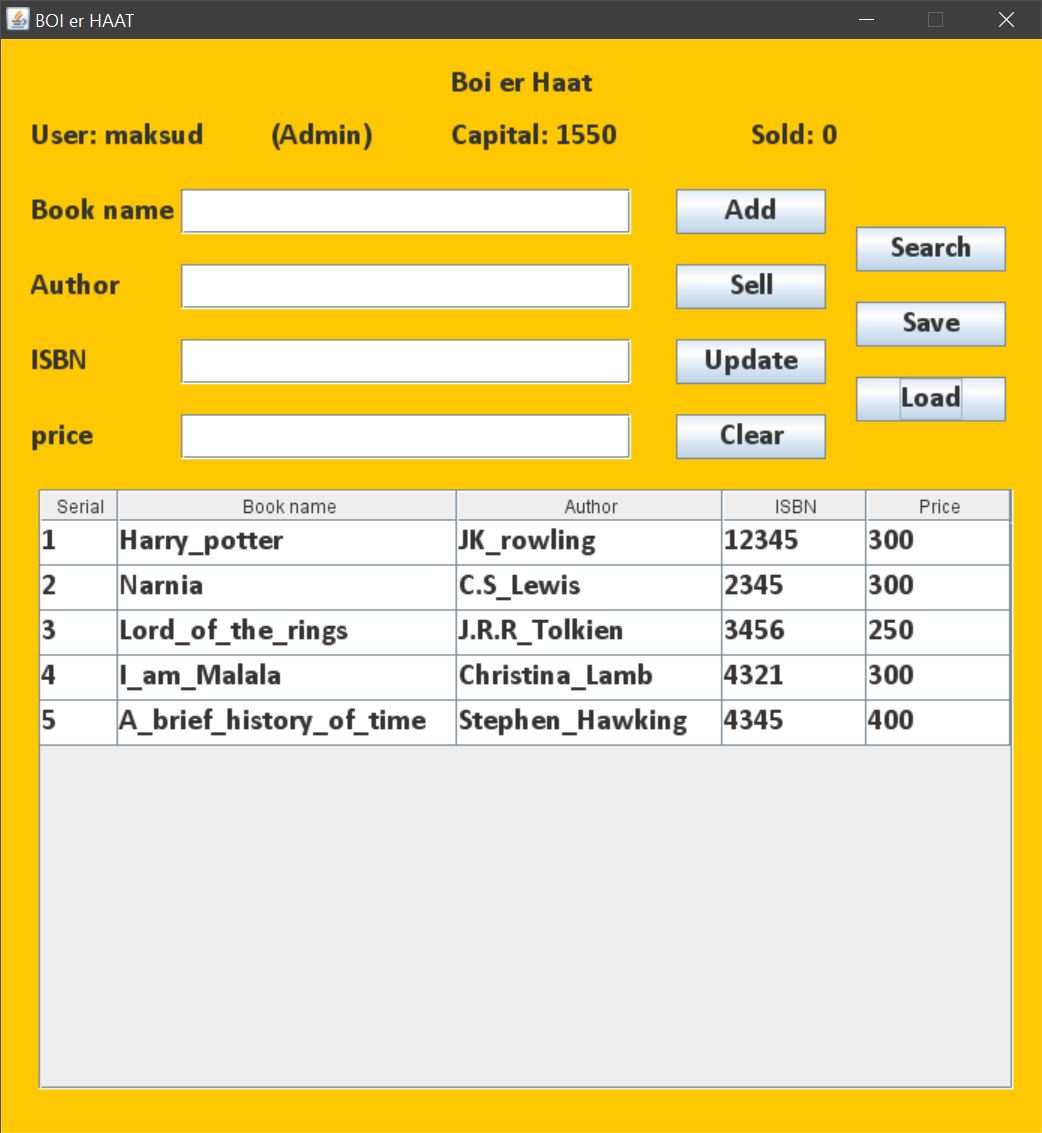 BOI er HAAT
Boi er Haat
User: maksud (Admin) Capital: 1550 Sold: 0
Book name Add
Search
Author Sell
Save
ISBN Update
Load
price Clear
Serial Book name Author ISBN Price
1 Harry_potter JK_rowling 12345 300
2 Narnia C.S_Lewis 2345 300
3 Lord_of_the_rings J.R.R_Tolkien 3456 250
4 I_am_Malala Christina_Lamb 4321 300
5 A_brief_history_of_time Stephen_Hawking 4345 400